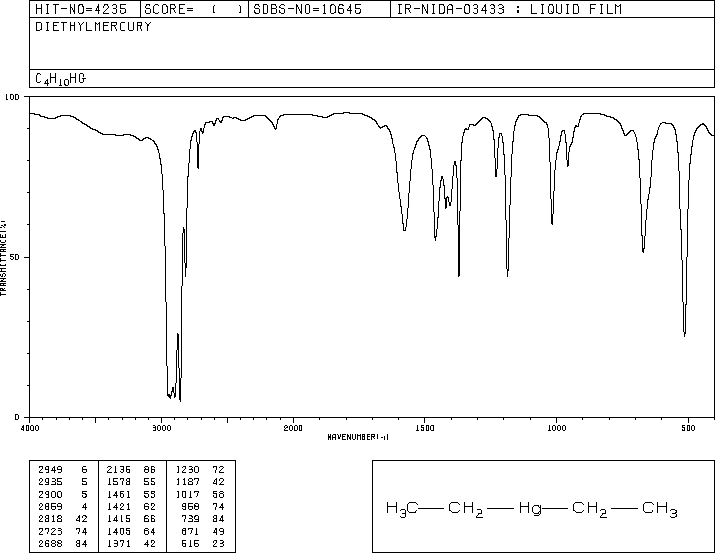 HIT-NO=4235 SCORE= ( ) SDBS-NO=10645 IR-NIDA-03433 : LIQUID FILM
DIETHYLMERCURY
C4H10HG
100
50
0
TRANSMITTANCE(%)
4000 3000 2000 1500 1000 500
WAVENUMBER(-1)
2949 6 2136 86 1230 72
2935 5 1578 55 1187 42
2900 5 1461 55 1017 58
2859 4 1421 62 958 74
2818 42 1415 66 739 84
2723 74 1405 64 671 49
2688 84 1371 42 515 23
H3C CH2 Hg CH2 CH3